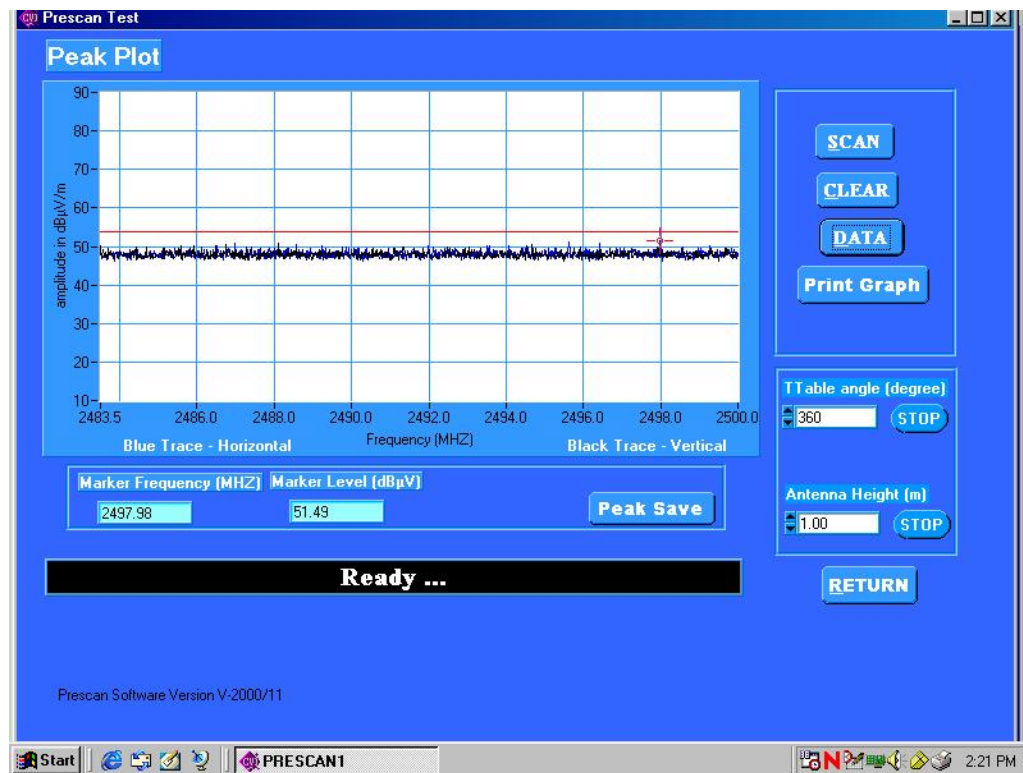 Prescan Test
Peak Plot
90
80
70
60
50
40
30
20
10
amplitude in dBµV/m
2483.5 2486.0 2488.0 2490.0 2492.0 2494.0 2496.0 2498.0 2500.0
Blue Trace - Horizontal
Frequency (MHZ)
Black Trace - Vertical
SCAN
CLEAR
DATA
Print Graph
TTable angle (degree)
360 STOP
Antenna Height (m)
1.00 STOP
Marker Frequency (MHZ) Marker Level (dBµV)
2497.98 51.49
Peak Save
Ready ...
RETURN
Prescan Software Version V-2000/11
Start
PRESCAN1
2:21 PM